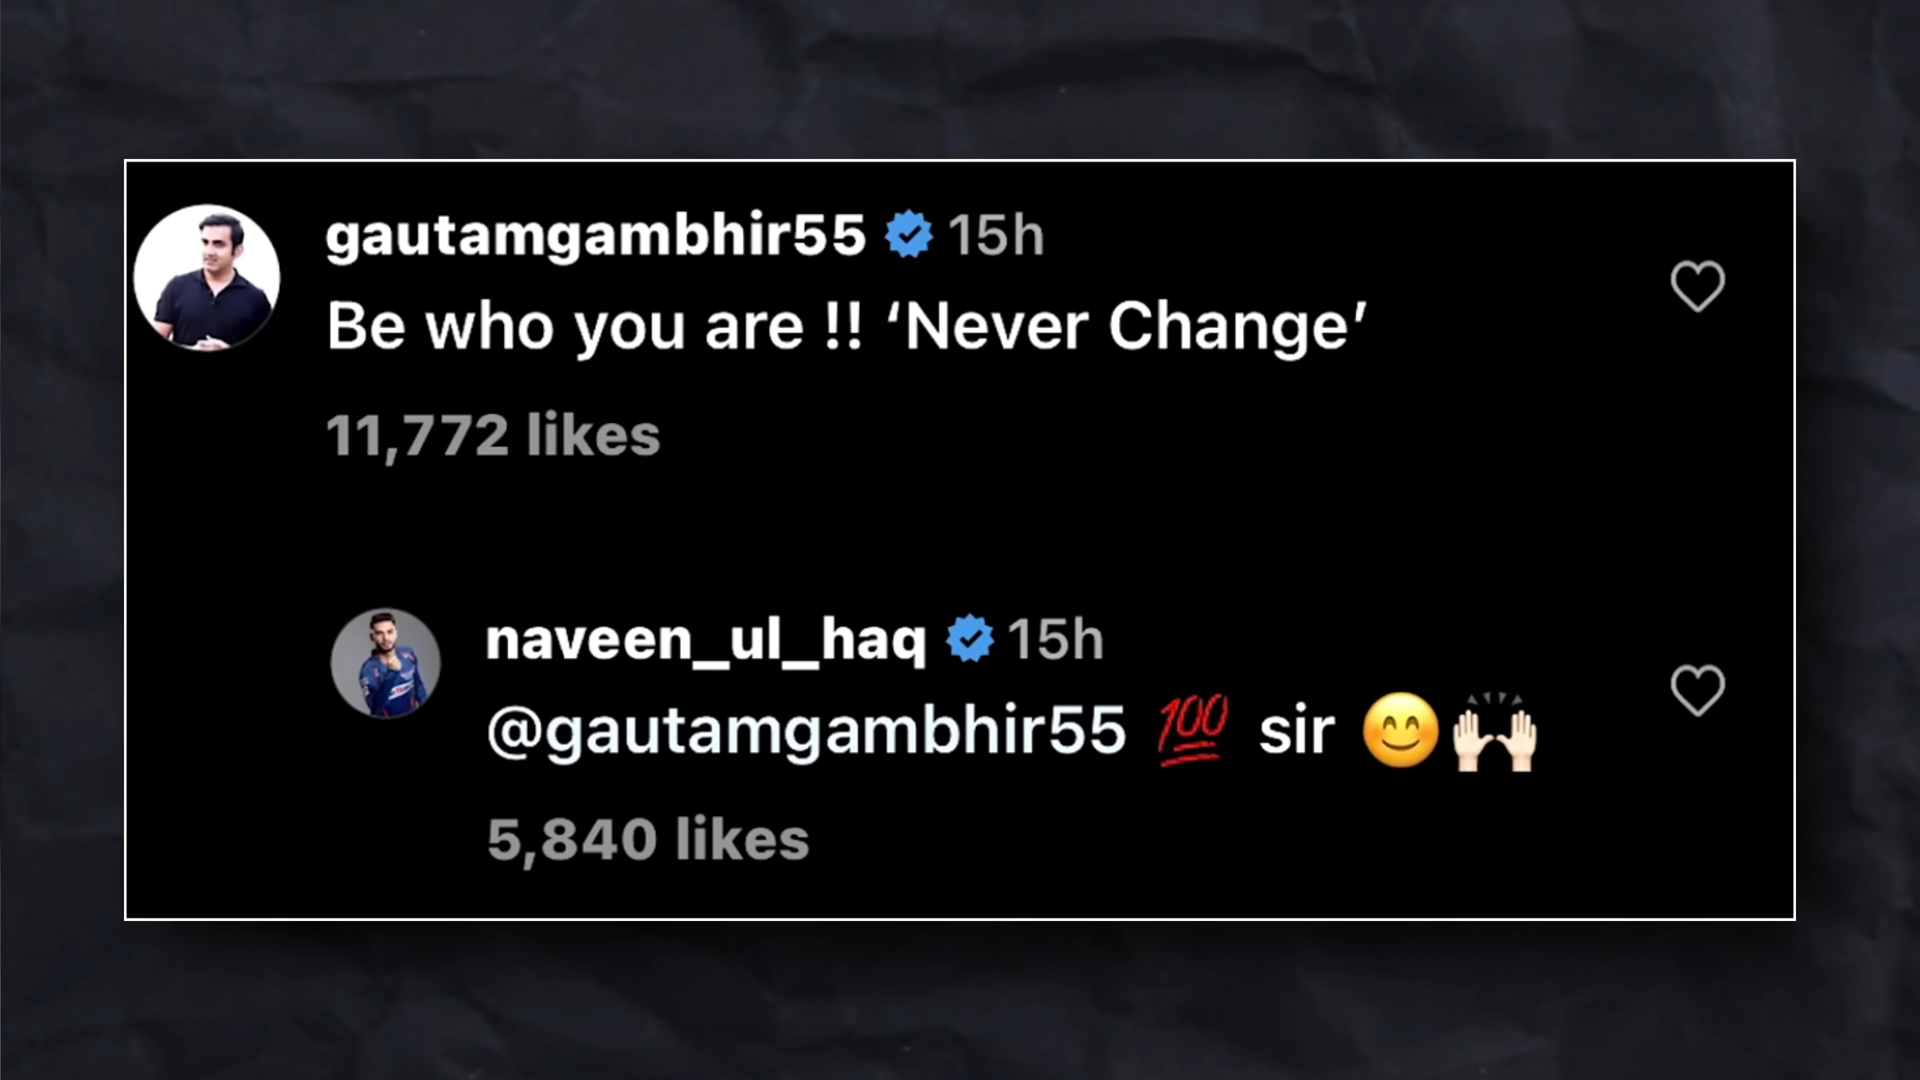 gautamgambhir55 15h
Be who you are !! ‘Never Change’
11,772 likes
naveen_ul_haq 15h
@gautamgambhir55 💯 sir 😊🙌🏻
5,840 likes